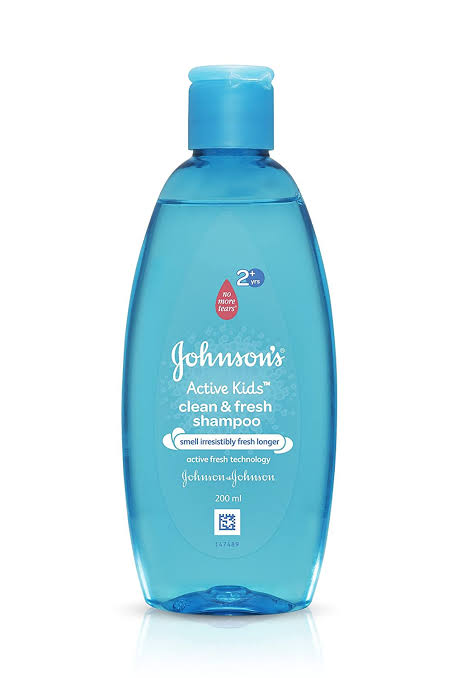 2+ yrs
no
more
tears®
Johnson's®
Active Kids™
clean & fresh
shampoo
smell irresistibly fresh longer
active fresh technology
Johnson & Johnson
200 ml
147489